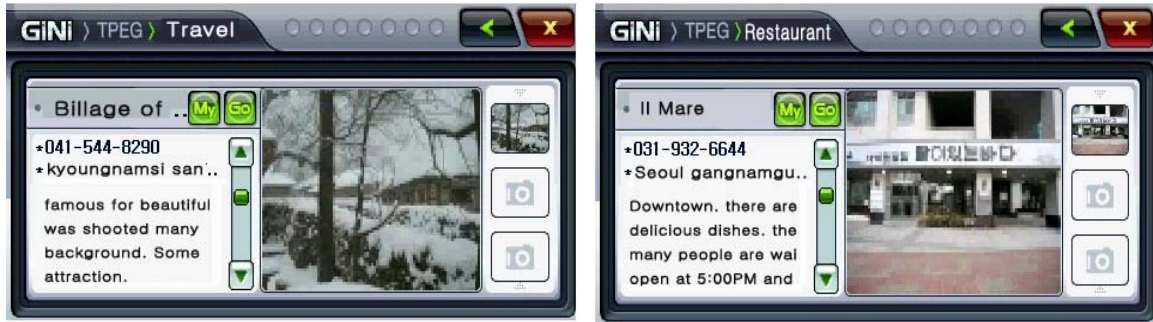 GiNi > TPEG > Travel
X
Billage of ..
My Go
*041-544-8290
*kyoungnamsi san'..
famous for beautiful
was shooted many
background. Some
attraction.
GiNi > TPEG > Restaurant
X
Il Mare
My Go
*031-932-6644
*Seoul gangnamgu..
Downtown. there are
delicious dishes. the
many people are wai
open at 5:00PM and